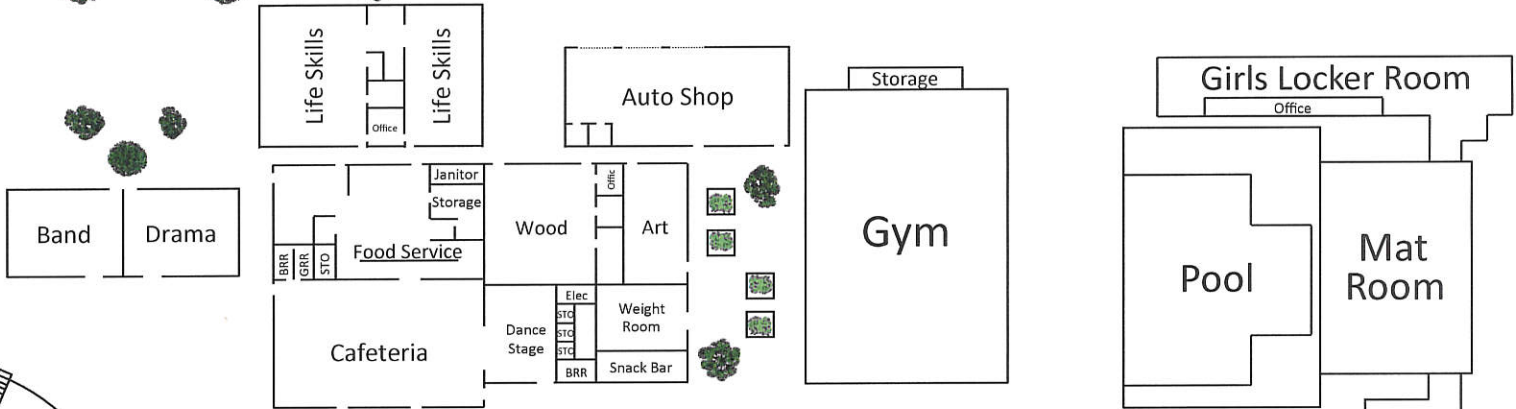 Life Skills
Life Skills
Office
Auto Shop
Storage
Girls Locker Room
Office
Band
Drama
Janitor
Storage
Food Service
BRR
GRR
STO
Wood
Offic
Art
Gym
Pool
Mat
Room
Cafeteria
Dance
Stage
Elec
STO
STO
STO
BRR
Weight
Room
Snack Bar